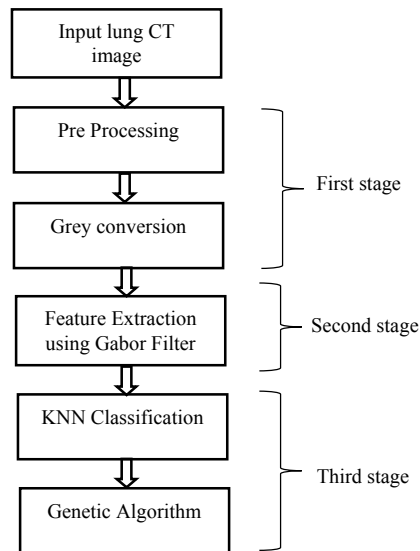 Input lung CT
image
Pre Processing
First stage
Grey conversion
Feature Extraction
using Gabor Filter
Second stage
KNN Classification
Third stage
Genetic Algorithm